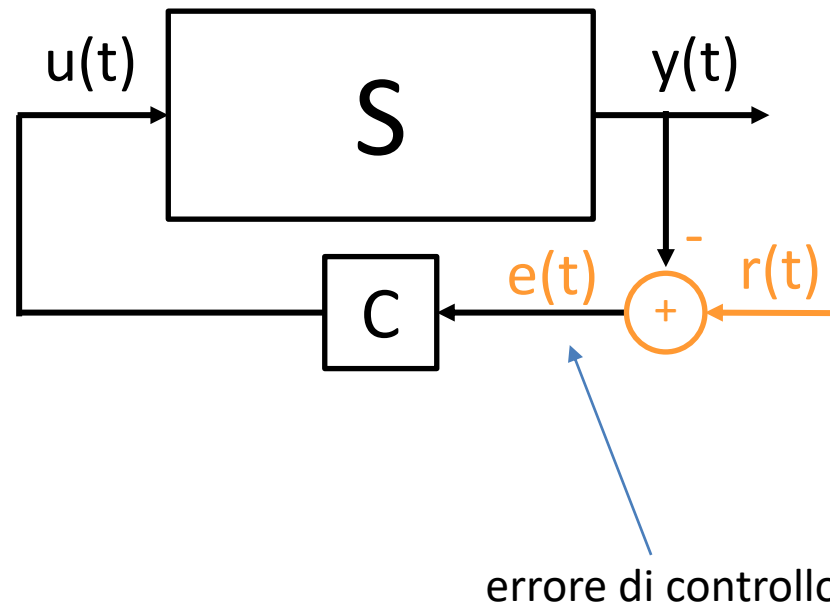 u(t)
y(t)
S
-
e(t)
r(t)
C
+
errore di controllo